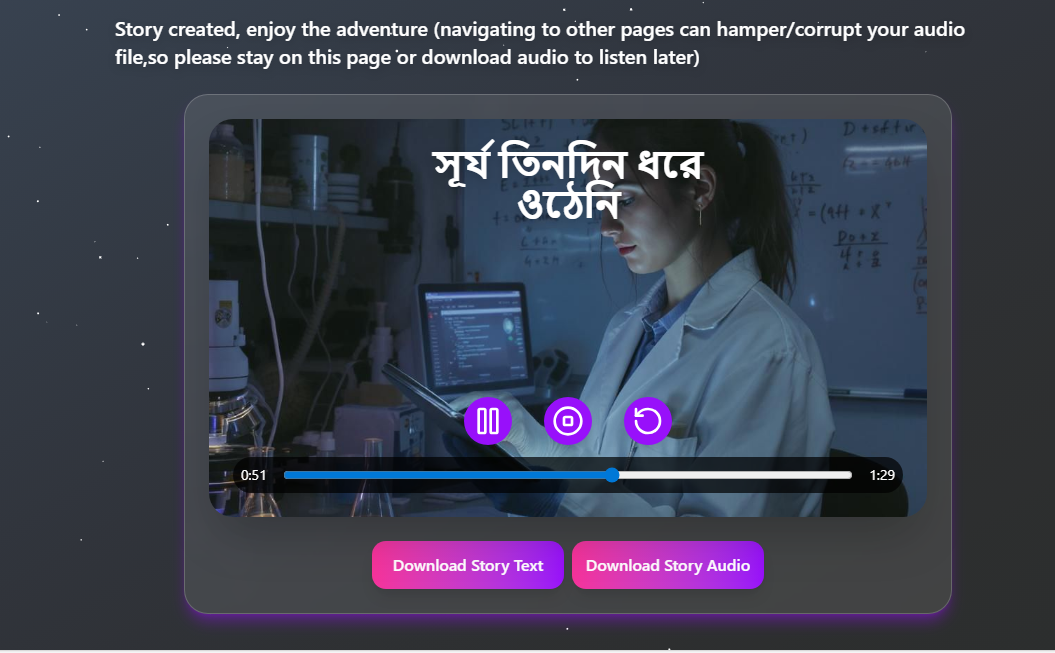 Story created, enjoy the adventure (navigating to other pages can hamper/corrupt your audio
file,so please stay on this page or download audio to listen later)
সূর্য তিনদিন ধরে
ওঠেনি
0:51
1:29
Download Story Text
Download Story Audio